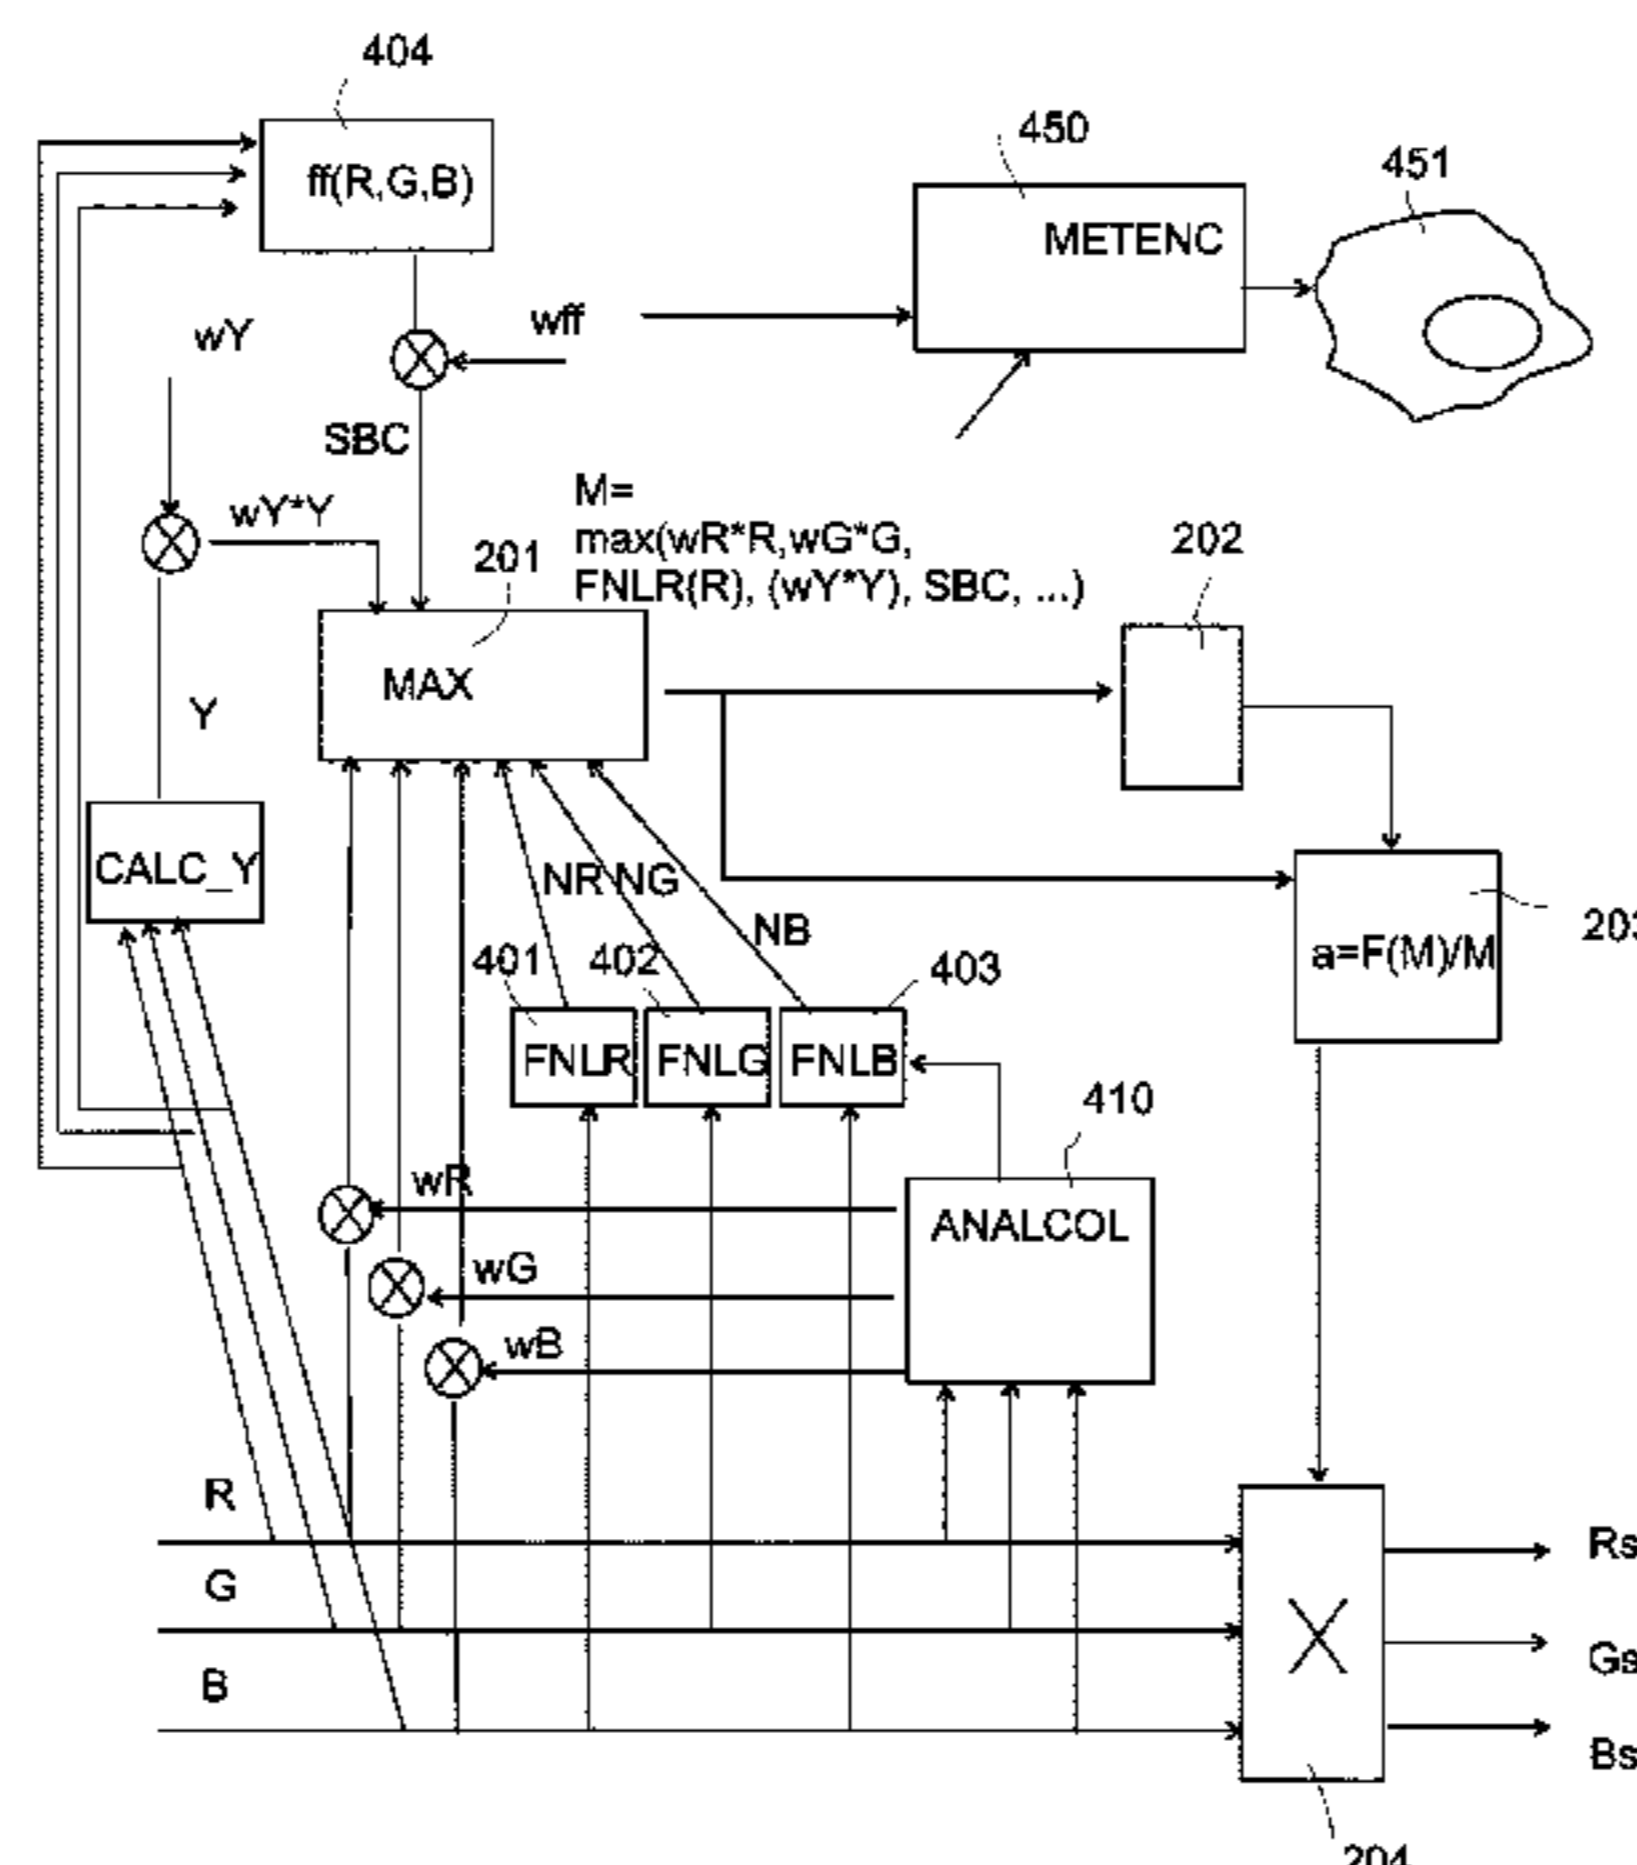 404
ff(R,G,B)
450
METENC
451
wY
wff
SBC
wY*Y
M=
max(wR*R,wG*G,
FNLR(R), (wY*Y), SBC, ...)
201
202
MAX
Y
CALC_Y
NR
NG
NB
203
a=F(M)/M
401
402
403
FNLR
FNLG
FNLB
410
wR
ANALCOL
wG
wB
R
Rs
G
Gs
B
Bs
204